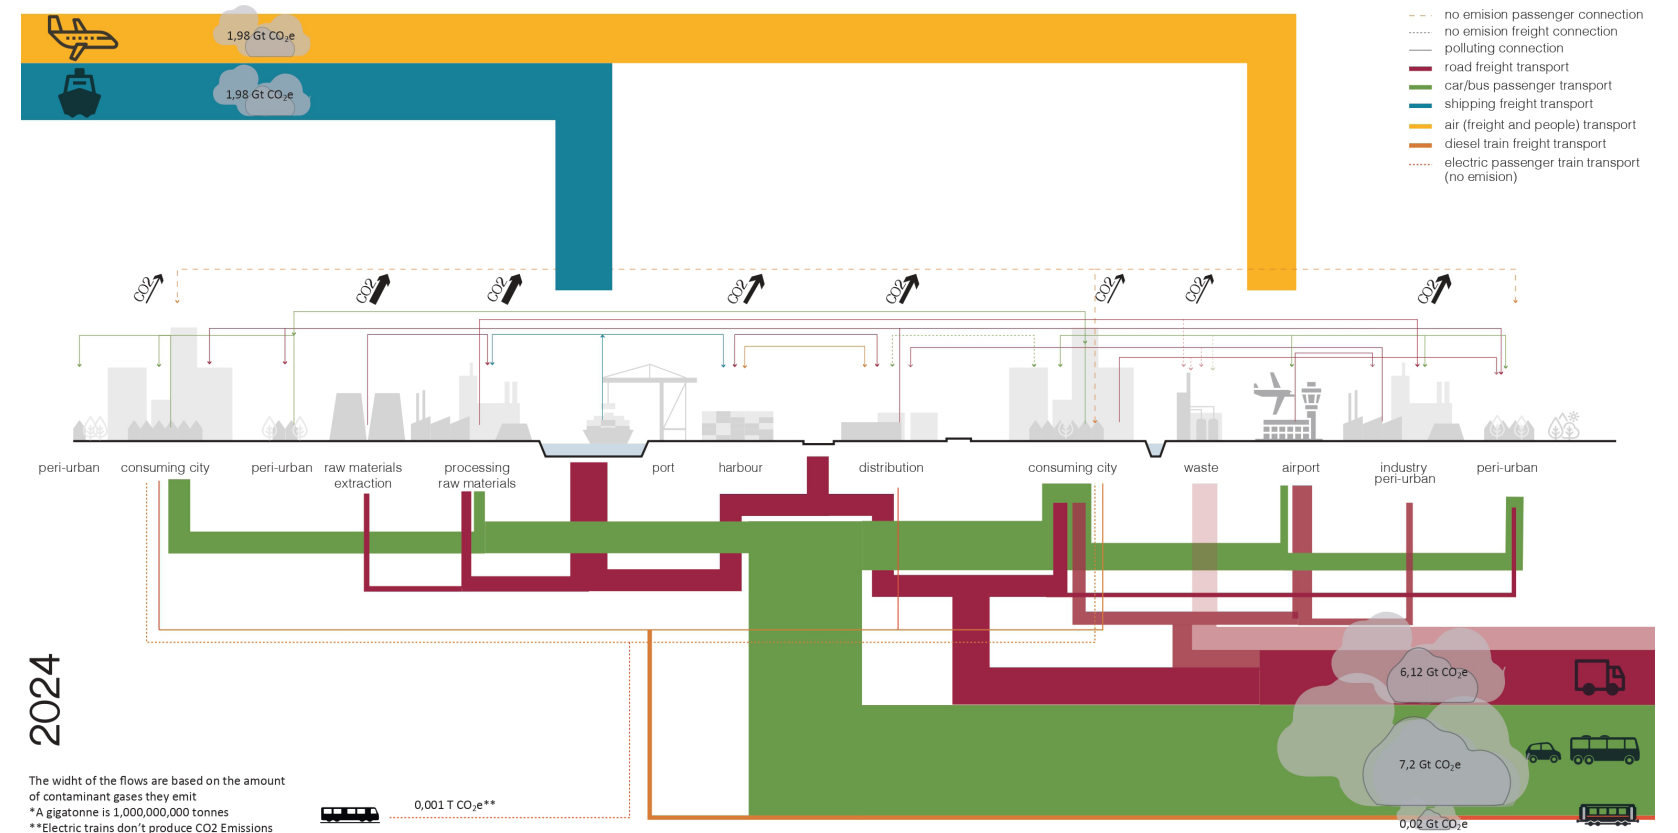 1,98 Gt CO₂e
1,98 Gt CO₂e
no emision passenger connection
no emision freight connection
polluting connection
road freight transport
car/bus passenger transport
shipping freight transport
air (freight and people) transport
diesel train freight transport
electric passenger train transport
(no emision)
CO2
CO2
CO2
CO2
CO2
CO2
CO2
CO2
peri-urban
consuming city
peri-urban
raw materials
extraction
processing
raw materials
port
harbour
distribution
consuming city
waste
airport
industry
peri-urban
peri-urban
6,12 Gt CO₂e
7,2 Gt CO₂e
0,02 Gt CO₂e
2024
The widht of the flows are based on the amount
of contaminant gases they emit
*A gigatonne is 1,000,000,000 tonnes
**Electric trains don't produce CO2 Emissions
0,001 T CO₂e**